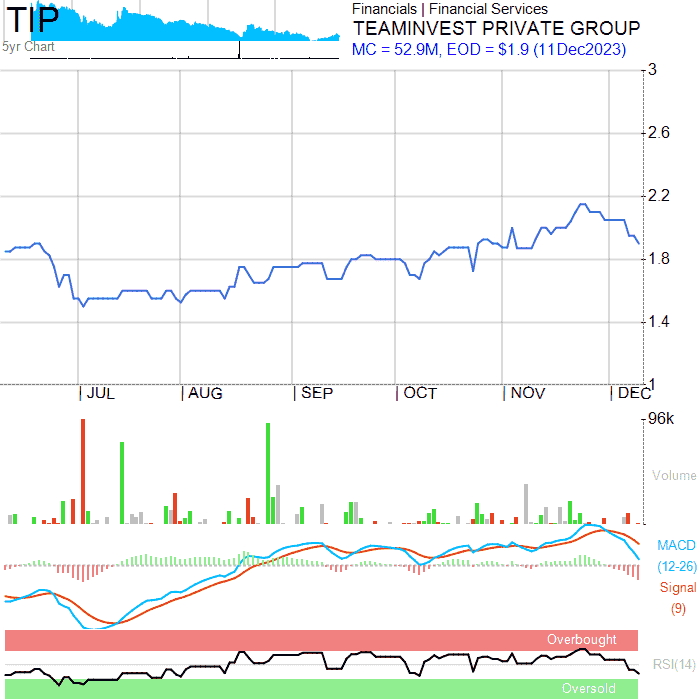 TIP
5yr Chart
Financials | Financial Services
TEAMINVEST PRIVATE GROUP
MC = 52.9M, EOD = $1.9 (11Dec2023)
3
2.6
2.2
1.8
1.4
1
JUL AUG SEP OCT NOV DEC
96k
Volume
MACD
(12-26)
Signal
(9)
Overbought
RSI(14)
Oversold